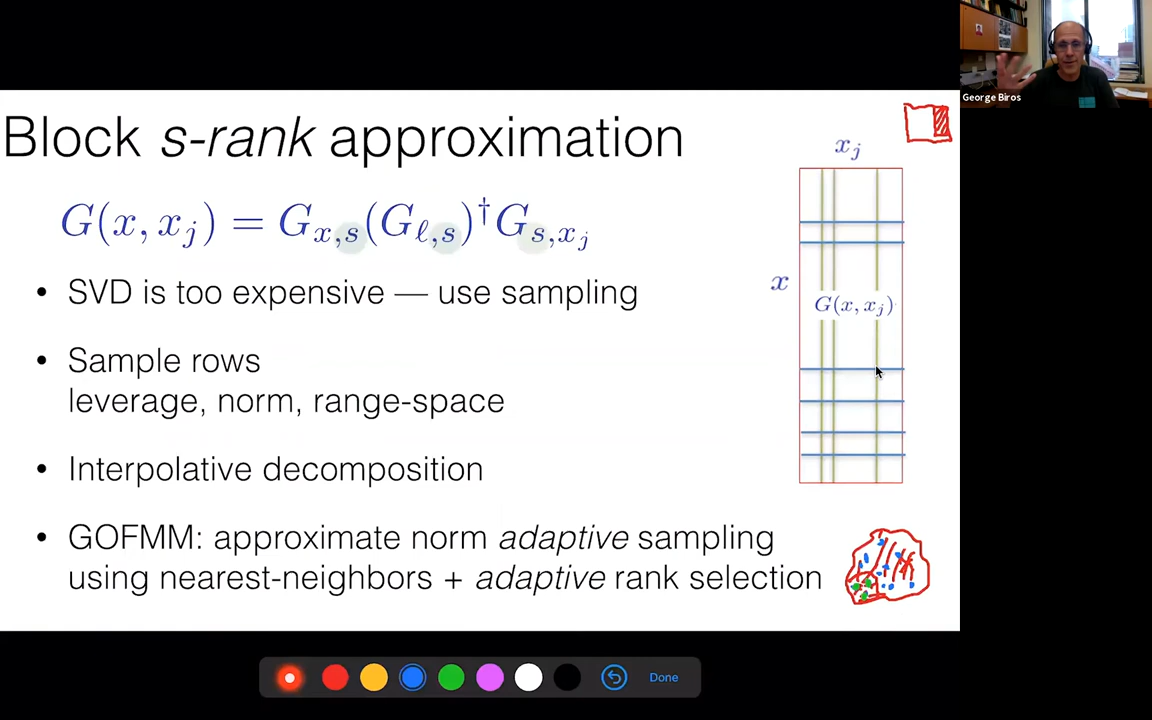 George Biros
Block s-rank approximation
G(x, x_j) = G_{x,s}(G_{ℓ,s})^† G_{s,x_j}
• SVD is too expensive — use sampling
• Sample rows
leverage, norm, range-space
• Interpolative decomposition
• GOFMM: approximate norm adaptive sampling
using nearest-neighbors + adaptive rank selection
x_j
x
G(x, x_j)
Done